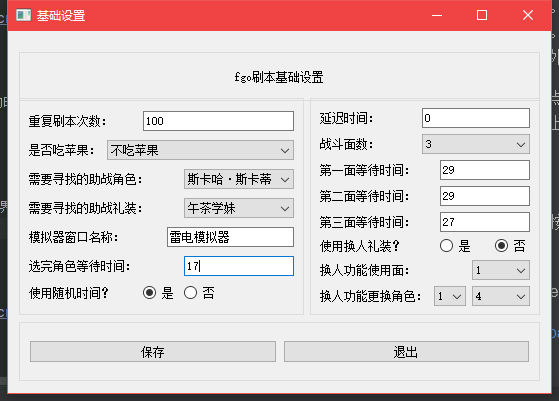 基础设置
fgo刷本基础设置
重复刷本次数: 100
是否吃苹果: 不吃苹果
需要寻找的助战角色: 斯卡哈·斯卡蒂
需要寻找的助战礼装: 午茶学妹
模拟器窗口名称: 雷电模拟器
选完角色等待时间: 17
使用随机时间? 是 否
延迟时间: 0
战斗面数: 3
第一面等待时间: 29
第二面等待时间: 29
第三面等待时间: 27
使用换人礼装? 是 否
换人功能使用面: 1
换人功能更换角色: 1 4
保存 退出